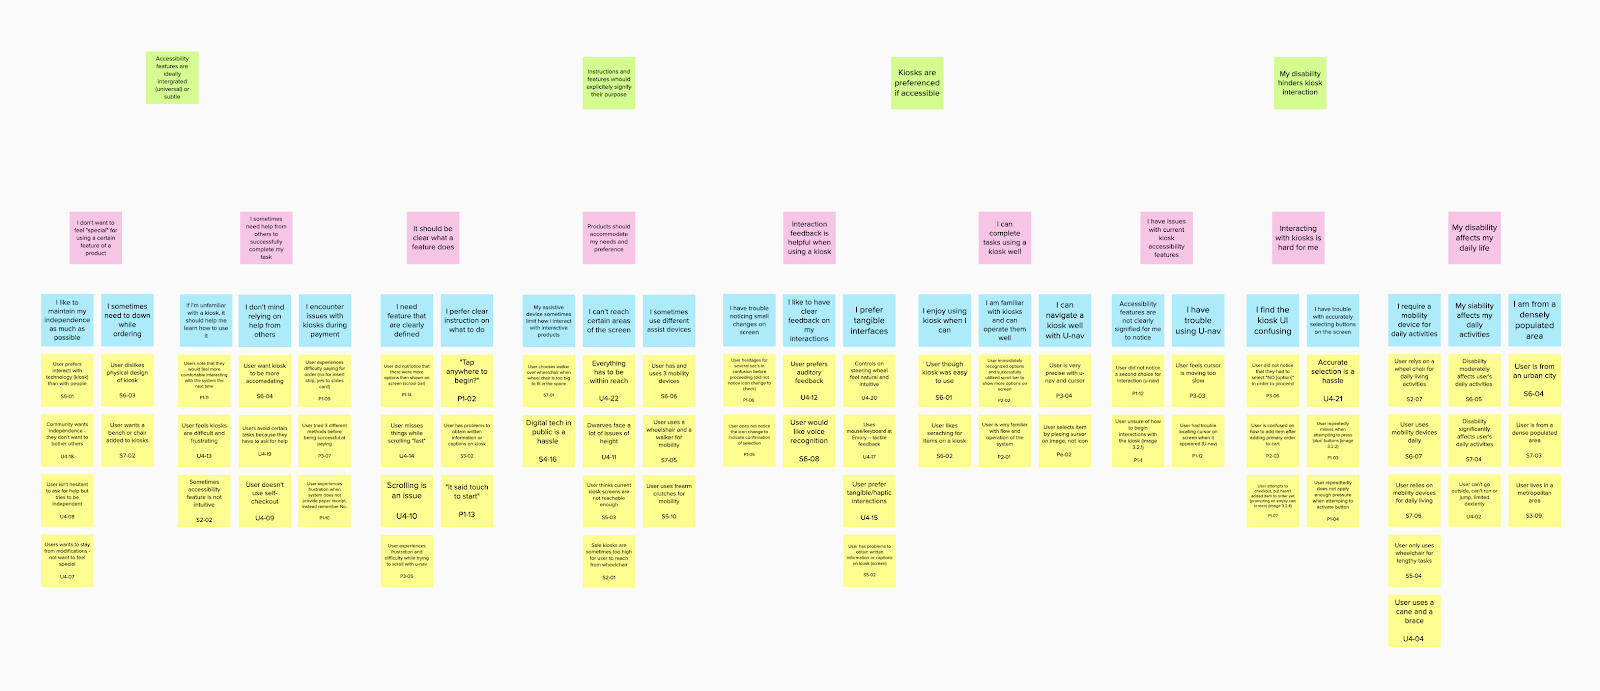 Accessibility
features are
ideally
intergrated
(universal) or
subtle
Instructions and
features whould
explicitely signify
their purpose
Kiosks are
preferenced
if accessible
My disability
hinders kiosk
interaction
I don't want to
feel "special" for
using a certain
feature of a
product
I sometimes
need help from
others to
successfully
complete my
task
It should be
clear what a
feature does
Products should
accommodate
my needs and
preference
Interaction
feedback is
helpful when
using a kiosk
I can
complete
tasks using a
kiosk well
I have issues
with current
kiosk
accessibility
features
Interacting
with kiosks is
hard for me
My disability
affects my
daily life
I like to
maintain my
independence
as much as
possible
I sometimes
need to down
while
ordering
If I'm unfamiliar
with a kiosk, it
should help me
learn how to use
it
I don't mind
relying on
help from
others
I encounter
issues with
kiosks during
payment
I need
feature that
are clearly
defined
I perfer clear
instruction on
what to do
My assistive
device sometimes
limit how I interact
with interactive
products
I can't reach
certain areas
of the screen
I sometimes
use different
assist devices
I have trouble
noticing small
changes on
screen
I like to have
clear
feedback on
my
interactions
I prefer
tangible
interfaces
I enjoy using
kiosk when I
can
I am familiar
with kiosks
and can
operate them
well
I can
navigate a
kiosk well
with U-nav
Accessibility
features are
not clearly
signified for me
to notice
I have
trouble
using U-nav
I find the
kiosk UI
confusing
I have trouble
with accurately
selecting buttons
on the screen
I require a
mobility
device for
daily activities
My siability
affects my
daily
activities
I am from a
densely
populated
area
User prefers
interact with
technology (kiosk)
than with people
S5-01
User dislikes
physical design
of kiosk
S6-03
Users note that they
would feel more
comfortable interacting
with the system the
next time
P1-11
User want kiosk
to be more
accomadating
S6-04
User experiences
difficulty paying for
order (no for insert
strip, yes to slides
card)
P1-09
User did not notice
that there were more
options than shown on
screen (scroll bar)
P1-14
"Tap
anywhere to
begin?"
P1-02
User chooses
walker over
wheelchair when
wheel chair is too big
to fit in the space
S7-01
Everything
has to be
within reach
U4-22
User has and
uses 3 mobility
devices
S6-06
User hesitates for
several sec's in
confusion before
proceeding (did not
notice icon change to
check)
P1-06
User prefers
auditory
feedback
U4-12
Controls on
steering wheel
feel natural and
intuitive
U4-20
User though
kiosk was easy
to use
S6-01
User immediately
recognized options and
successfully
utilized scroll bar to
show more options on
screen
P2-02
User is very
precise with u-
nav and cursor
P3-04
User did not notice
a second choice for
interaction (u-nav)
P1-12
User feels cursor
is moving too
slow
P3-03
User did not notice
that they had to
select "NO [option]"
in order to proceed
P3-06
Accurate
selection is a
hassle
U4-21
User relys on a
wheel chair for
daily living
activities
S2-07
Disability
moderately
affects user's
daily activities
S6-05
User is from
an urban city
S6-04
Community wants
independence -
they don't want to
bother others
U4-18
User wants a
bench or chair
added to kiosks
S7-02
User feels kiosks
are difficult and
frustrating
U4-13
Users avoid certain
tasks because they
have to ask for help
U4-19
User tried 3 different
methods before
being successful at
paying
P3-07
User misses
things while
scrolling "fast"
U4-14
User has problems to
obtain written
information or
captions on kiosk
S5-02
Digital tech in
public is a
hassle
S4-16
Dwarves face a
lot of issues of
height
U4-11
User uses a
wheelchair and a
walker for
mobility
S7-05
User does not notice
the icon change to
indicate confirmation
of selection
P1-05
User would
like voice
recognition
S6-08
Uses
mouse/keyboard at
Emory – tactile
feedback
U4-17
User likes
seraching for
items on a kiosk
S6-02
User is very familiar
with flow and
operation of the
system
P2-01
User selects item
by placing sursor
on image, not icon
Pe-02
User unsure of how
to begin
interactions with
the kiosk (image
3.2.1)
P1-1
User had trouble
locating cursor on
screen when it
appeared (U-nav)
P1-12
User is confused on
how to add item after
adding primary order
to cart
P2-03
User repeatedly
misses when
attempting to press
"plus" buttons (image
3.2.2)
P1-03
User uses
mobility devices
daily
S6-07
Disability
significantly
affects user's
daily activities
S7-04
User is from a
dense populated
area
S7-03
User isn't hesitant
to ask for help but
tries to be
independent
U4-08
Sometimes
accessibility
feature is not
intuitive
S2-02
User doesn't
use self-
checkout
U4-09
User experiences
frustration when
system does not
provide paper receipt,
instead remember No.
P1-10
Scrolling is
an issue
U4-10
"It said touch
to start"
P1-13
User think current
kiosk screens are
not reachable
enough
S5-03
User uses firearm
crutches for
mobility
S5-10
User prefer
tangible/haptic
interactions
U4-15
User attempts to
checkout, but hasn't
added item to order yet
(prompting an empty cart
screen) (image 3.2.4)
P1-07
User repeadtedly
does not apply
enough pressure
when attempting to
activate button
P1-04
User relies on
mobility devices
for daily living
S7-06
User can't go
outside, can't run or
jump, limited
dexterity
U4-02
User lives in a
metropolitan
area
S3-09
Users wants to stay
from modifications -
not want to feel
special
U4-07
User experiences
frustration and
difficulty while trying
to scroll with u-nav
P3-05
Sale kiosks are
sometimes too high
for user to reach
from wheelchair
S2-01
User has problems to
obtain written
information or captions
on kiosk (screen)
S5-02
User only uses
wheelchair for
lengthy tasks
S5-04
User uses a
cane and a
brace
U4-04